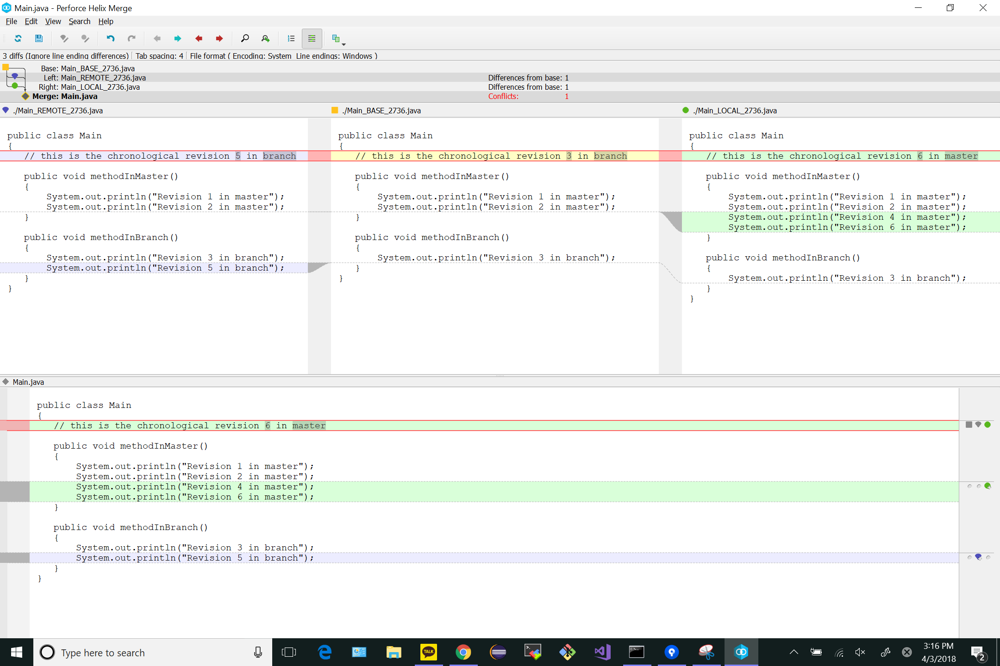 Main.java - Perforce Helix Merge
File Edit View Search Help
3 diffs (Ignore line ending differences) Tab spacing: 4 File format ( Encoding: System Line endings: Windows )
Base: Main_BASE_2736.java
Left: Main_REMOTE_2736.java Differences from base: 1
Right: Main_LOCAL_2736.java Differences from base: 1
Merge: Main.java Conflicts: 1
./Main_REMOTE_2736.java
public class Main
{
// this is the chronological revision 5 in branch
public void methodInMaster()
{
System.out.println("Revision 1 in master");
System.out.println("Revision 2 in master");
}
public void methodInBranch()
{
System.out.println("Revision 3 in branch");
System.out.println("Revision 5 in branch");
}
}
./Main_BASE_2736.java
public class Main
{
// this is the chronological revision 3 in branch
public void methodInMaster()
{
System.out.println("Revision 1 in master");
System.out.println("Revision 2 in master");
}
public void methodInBranch()
{
System.out.println("Revision 3 in branch");
}
}
./Main_LOCAL_2736.java
public class Main
{
// this is the chronological revision 6 in master
public void methodInMaster()
{
System.out.println("Revision 1 in master");
System.out.println("Revision 2 in master");
System.out.println("Revision 4 in master");
System.out.println("Revision 6 in master");
}
public void methodInBranch()
{
System.out.println("Revision 3 in branch");
}
}
Main.java
public class Main
{
// this is the chronological revision 6 in master
public void methodInMaster()
{
System.out.println("Revision 1 in master");
System.out.println("Revision 2 in master");
System.out.println("Revision 4 in master");
System.out.println("Revision 6 in master");
}
public void methodInBranch()
{
System.out.println("Revision 3 in branch");
System.out.println("Revision 5 in branch");
}
}
Type here to search
TALK
3:16 PM
4/3/2018
2